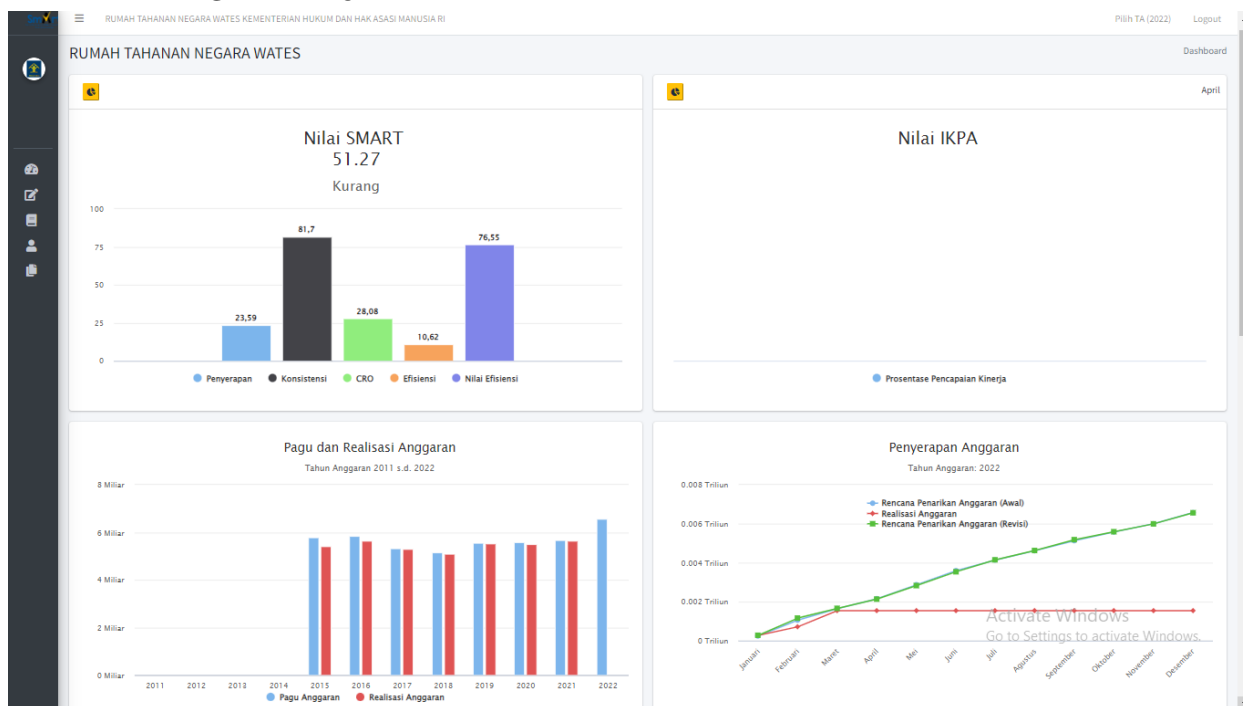 RUMAH TAHANAN NEGARA WATES KEMENTERIAN HUKUM DAN HAK ASASI MANUSIA RI
Pilih TA (2022)
Logout
RUMAH TAHANAN NEGARA WATES
Dashboard
Nilai SMART
51.27
Kurang
100
75
50
25
0
81,7
76,55
23,59
28,08
10,62
Penyerapan
Konsistensi
CRO
Efisiensi
Nilai Efisiensi
April
Nilai IKPA
Prosentase Pencapaian Kinerja
Pagu dan Realisasi Anggaran
Tahun Anggaran 2011 s.d. 2022
8 Miliar
6 Miliar
4 Miliar
2 Miliar
0 Miliar
2011 2012 2013 2014 2015 2016 2017 2018 2019 2020 2021 2022
Pagu Anggaran
Realisasi Anggaran
Penyerapan Anggaran
Tahun Anggaran: 2022
0.008 Triliun
0.006 Triliun
0.004 Triliun
0.002 Triliun
0 Triliun
Rencana Penarikan Anggaran (Awal)
Realisasi Anggaran
Rencana Penarikan Anggaran (Revisi)
Januari Februari Maret April Mei Juni Juli Agustus September Oktober November Desember
Activate Windows
Go to Settings to activate Windows.